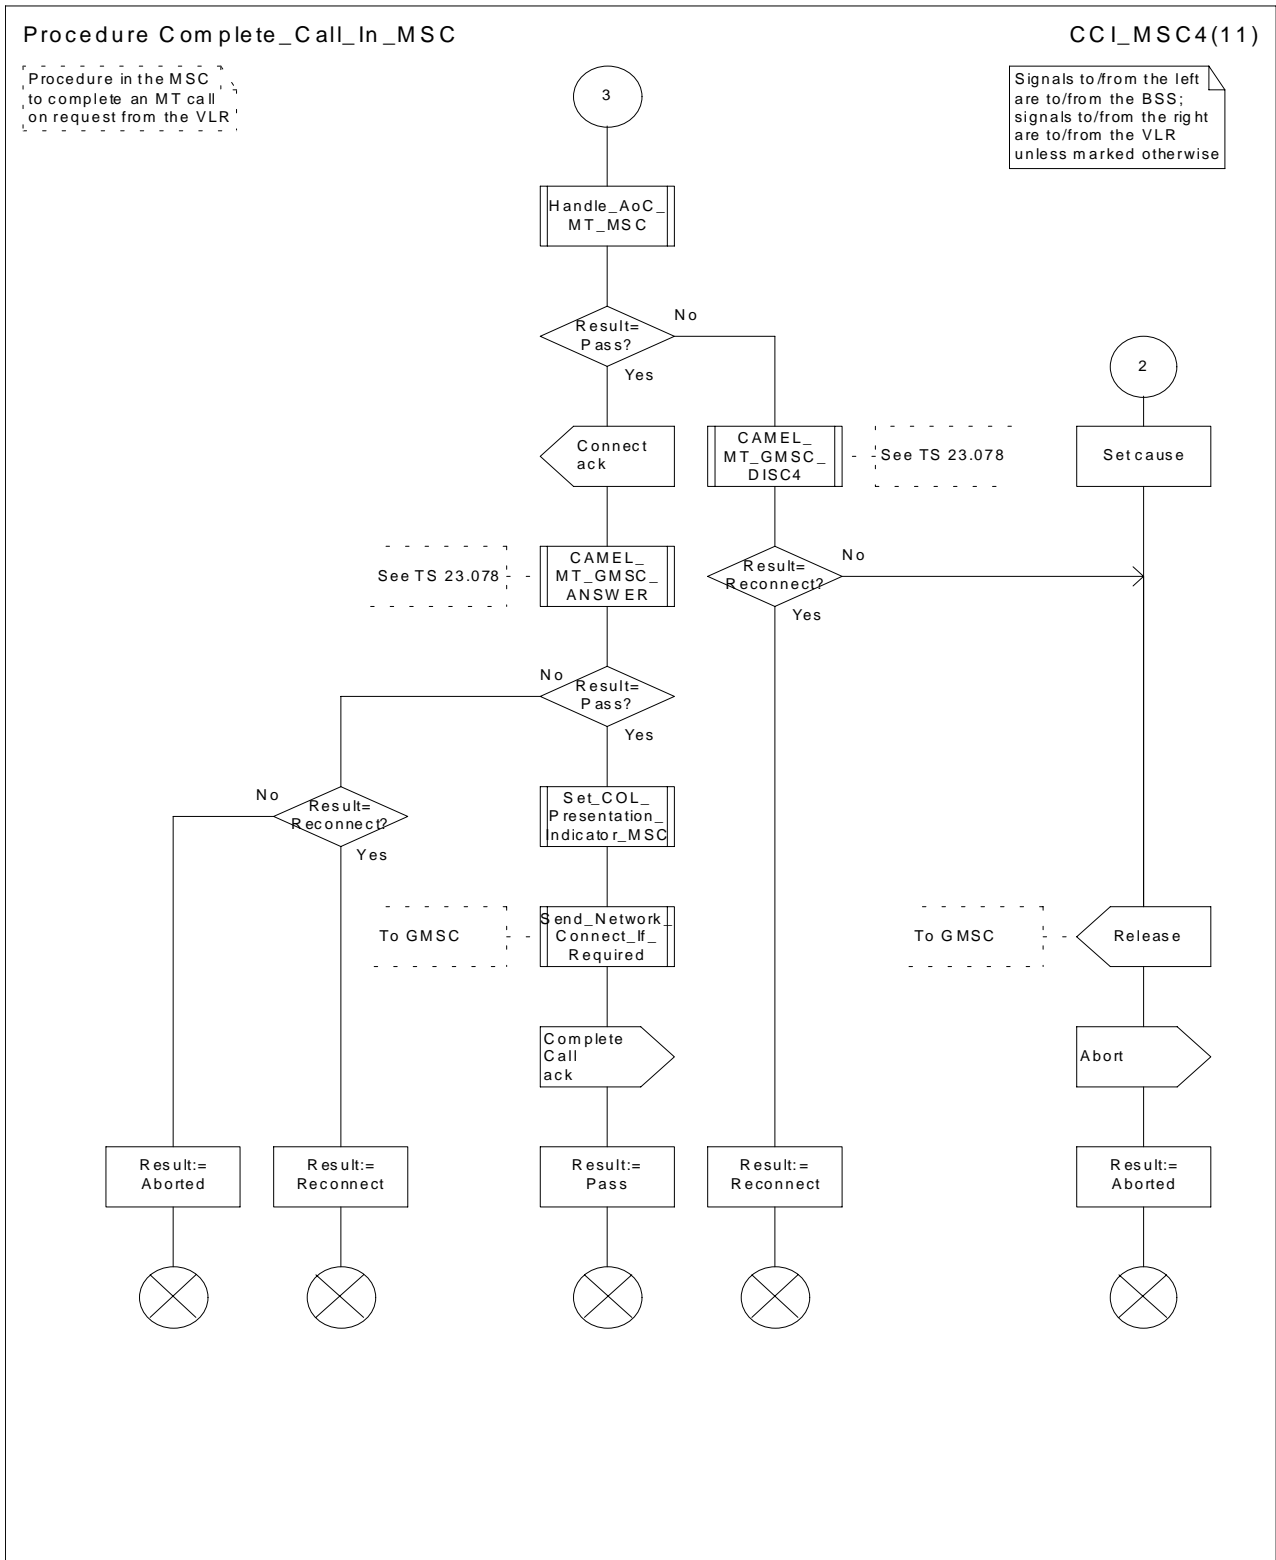 Procedure Complete_Call_In_MSC
CCI_MSC4(11)
Procedure in the MSC
to complete an MT call
on request from the VLR
Signals to/from the left
are to/from the BSS;
signals to/from the right
are to/from the VLR
unless marked otherwise
3
Handle_AoC_
MT_MSC
Result=
Pass?
No
Yes
2
Connect
ack
CAMEL_
MT_GMSC_
DISC4
See TS 23.078
Set cause
See TS 23.078
CAMEL_
MT_GMSC_
ANSWER
Result=
Reconnect?
No
Yes
No
Result=
Pass?
Yes
No
Result=
Reconnect?
Yes
Set_COL_
Presentation_
Indicator_MSC
To GMSC
Send_Network_
Connect_If_
Required
To GMSC
Release
Complete
Call
ack
Abort
Result:=
Aborted
Result:=
Reconnect
Result:=
Pass
Result:=
Reconnect
Result:=
Aborted